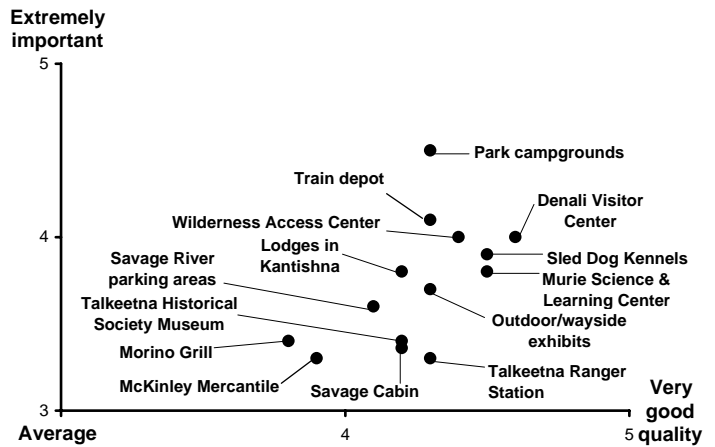 Extremely
important
5
Park campgrounds
Train depot
Denali Visitor
Center
Wilderness Access Center
4
Lodges in
Kantishna
Sled Dog Kennels
Savage River
parking areas
Murie Science &
Learning Center
Talkeetna Historical
Society Museum
Outdoor/wayside
exhibits
Morino Grill
McKinley Mercantile
Savage Cabin
Talkeetna Ranger
Station
3
Average
4
5
Very
good
quality